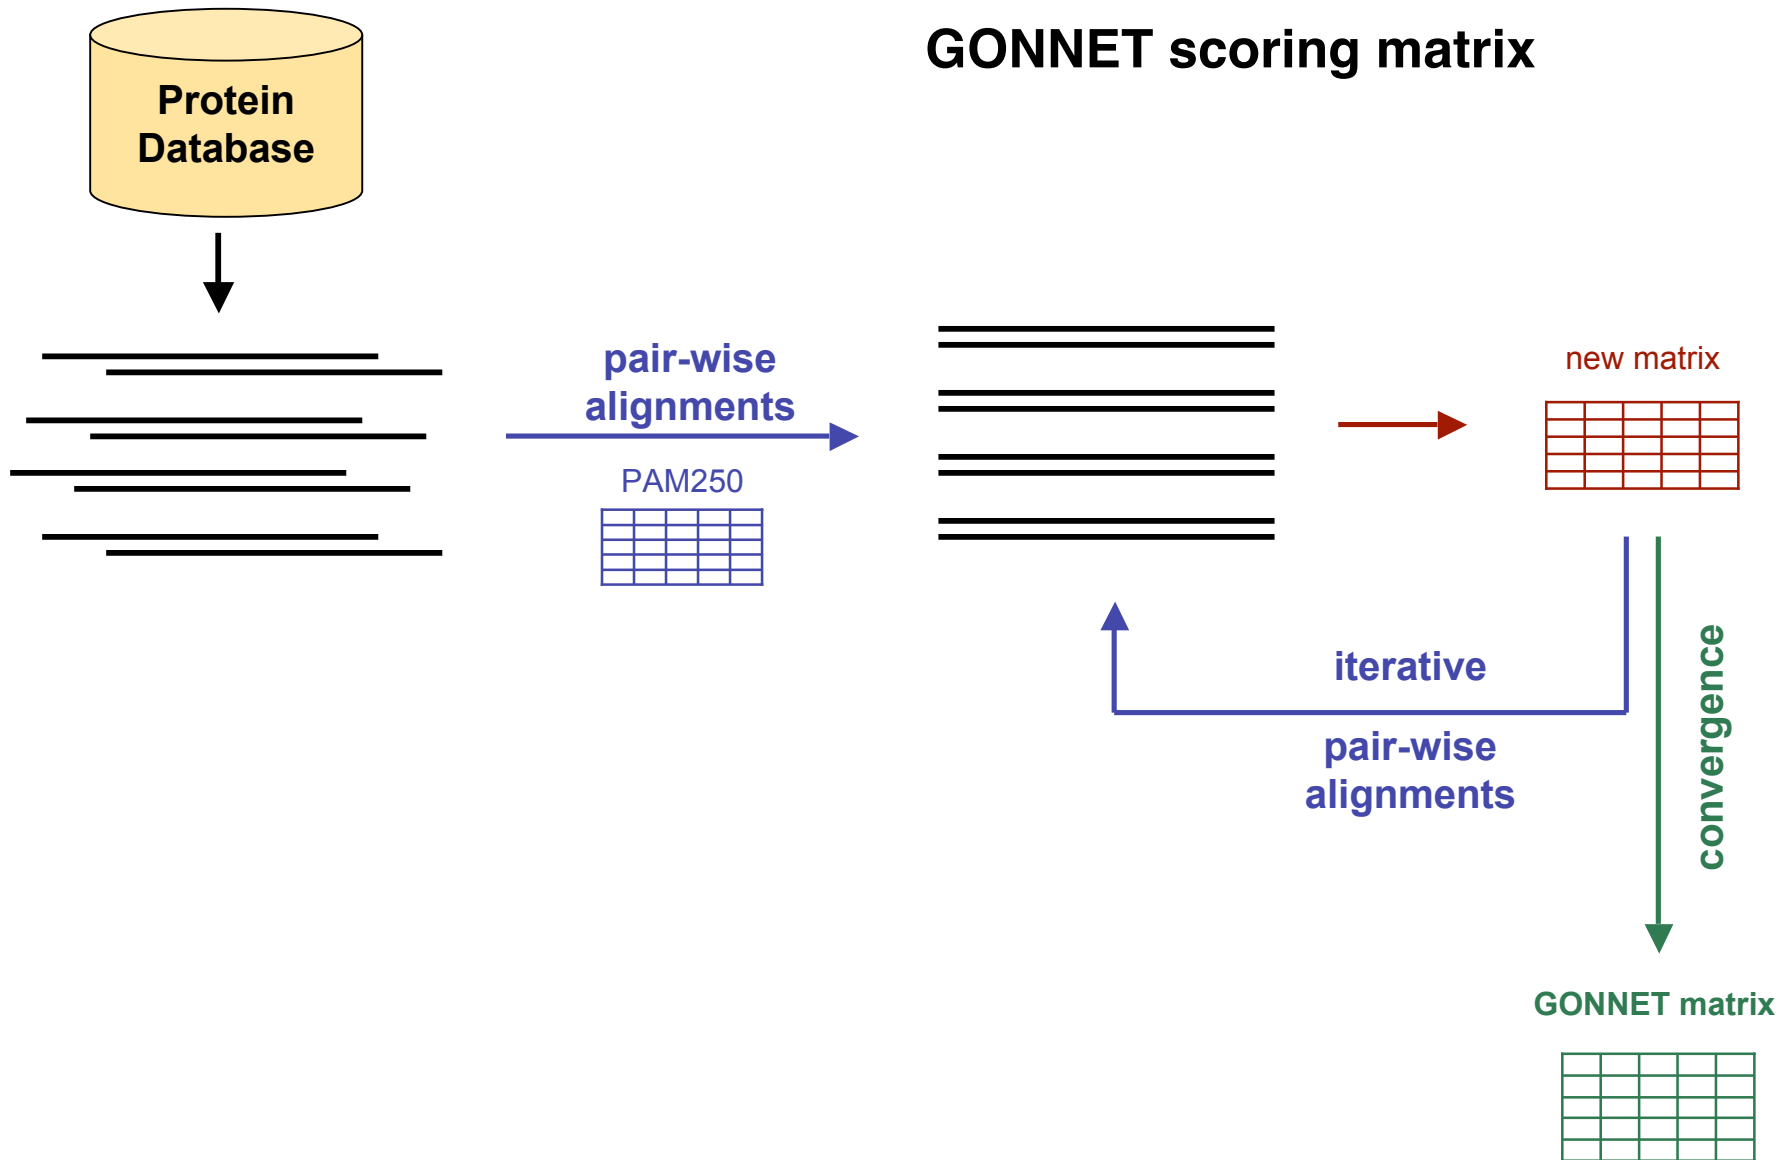 GONNET scoring matrix
Protein
Database
pair-wise
alignments
PAM250
new matrix
iterative
pair-wise
alignments
convergence
GONNET matrix